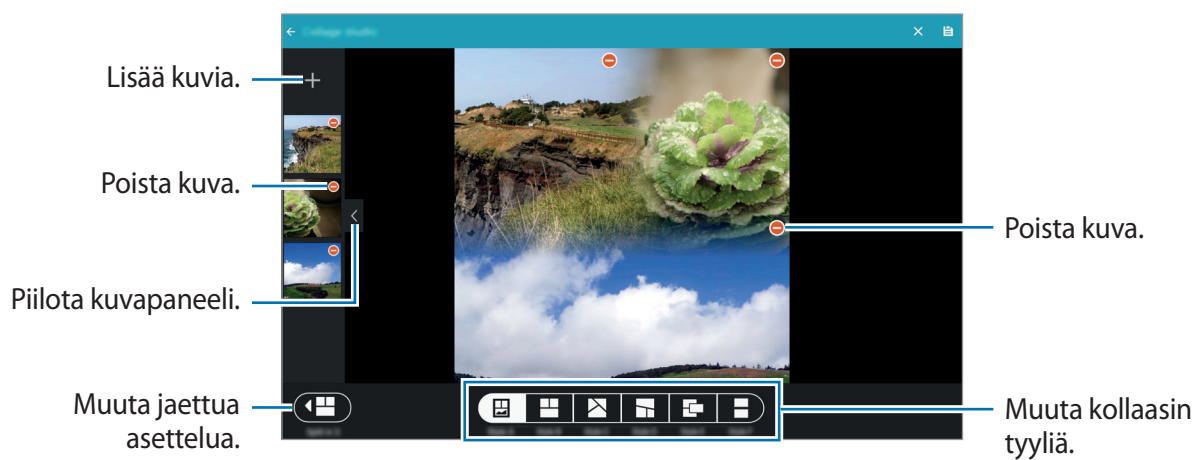 Lisää kuvia.
Poista kuva.
Piilota kuvapaneeli.
Muuta jaettua
asettelua.
Poista kuva.
Muuta kollaasin
tyyliä.